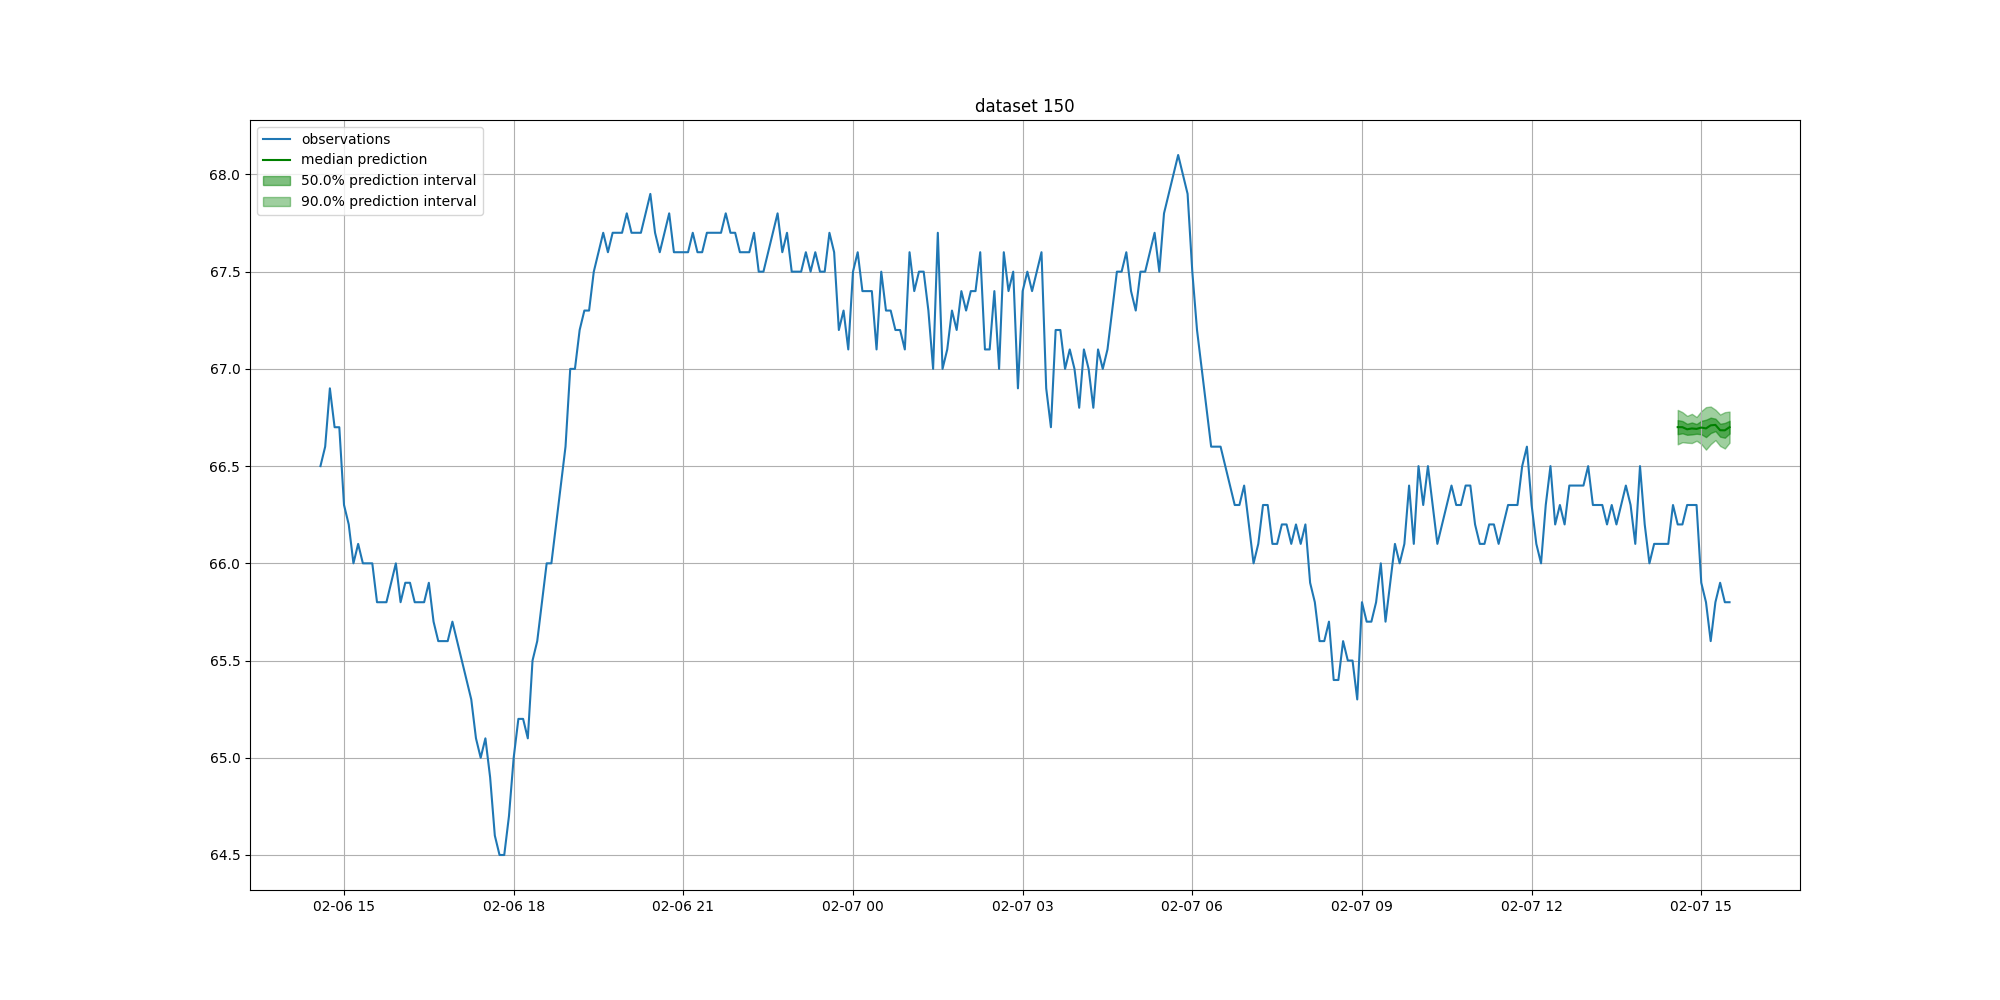 dataset 150
observations
median prediction
50.0% prediction interval
90.0% prediction interval
68.0
67.5
67.0
66.5
66.0
65.5
65.0
64.5
02-06 15 02-06 18 02-06 21 02-07 00 02-07 03 02-07 06 02-07 09 02-07 12 02-07 15